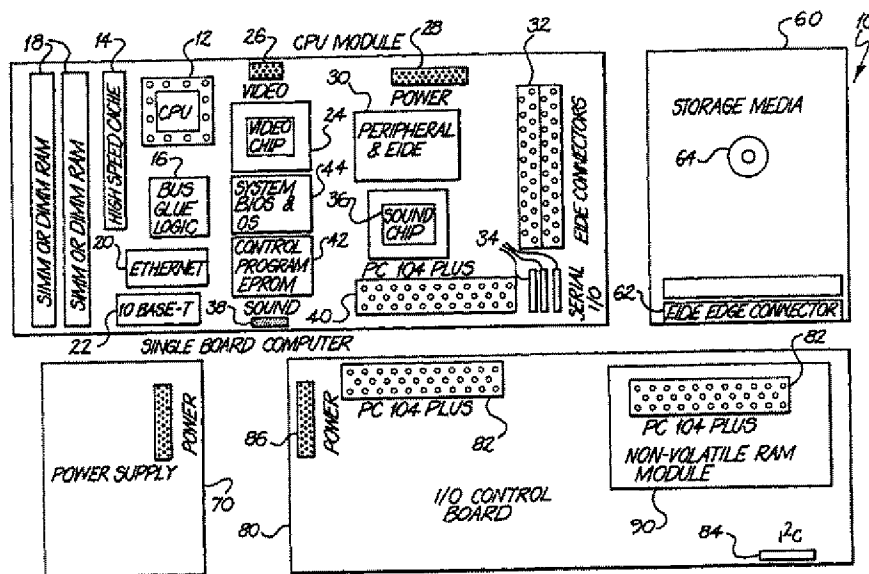 18
14
12
26
CPU MODULE
28
32
60
10
SIMM OR DIMM RAM
SIMM OR DIMM RAM
HIGH SPEED CACHE
CPU
VIDEO
POWER
30
VIDEO CHIP
24
PERIPHERAL & EIDE
EIDE CONNECTORS
STORAGE MEDIA
64
16
BUS GLUE LOGIC
SYSTEM BIOS & OS
44
36
SOUND CHIP
34
20
ETHERNET
CONTROL PROGRAM EPROM
42
PC 104 PLUS
SERIAL I/O
22
10 BASE-T
38
SOUND
40
62
EIDE EDGE CONNECTOR
SINGLE BOARD COMPUTER
POWER SUPPLY
POWER
70
86
POWER
PC 104 PLUS
82
I/O CONTROL BOARD
80
82
PC 104 PLUS
NON-VOLATILE RAM MODULE
90
84
I²C